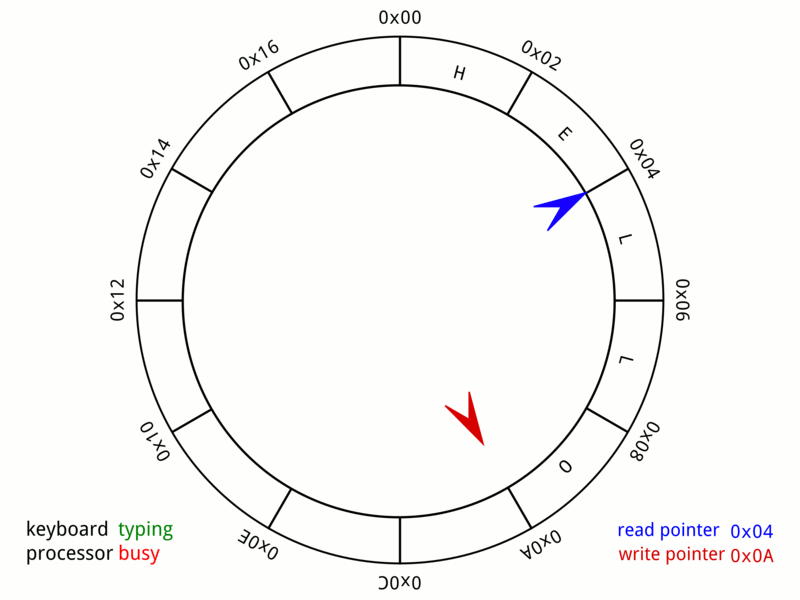 0x00
0x02
0x04
0x06
0x08
0x0A
0x0C
0x0E
0x10
0x12
0x14
0x16
H
E
L
L
O
keyboard typing
processor busy
read pointer 0x04
write pointer 0x0A